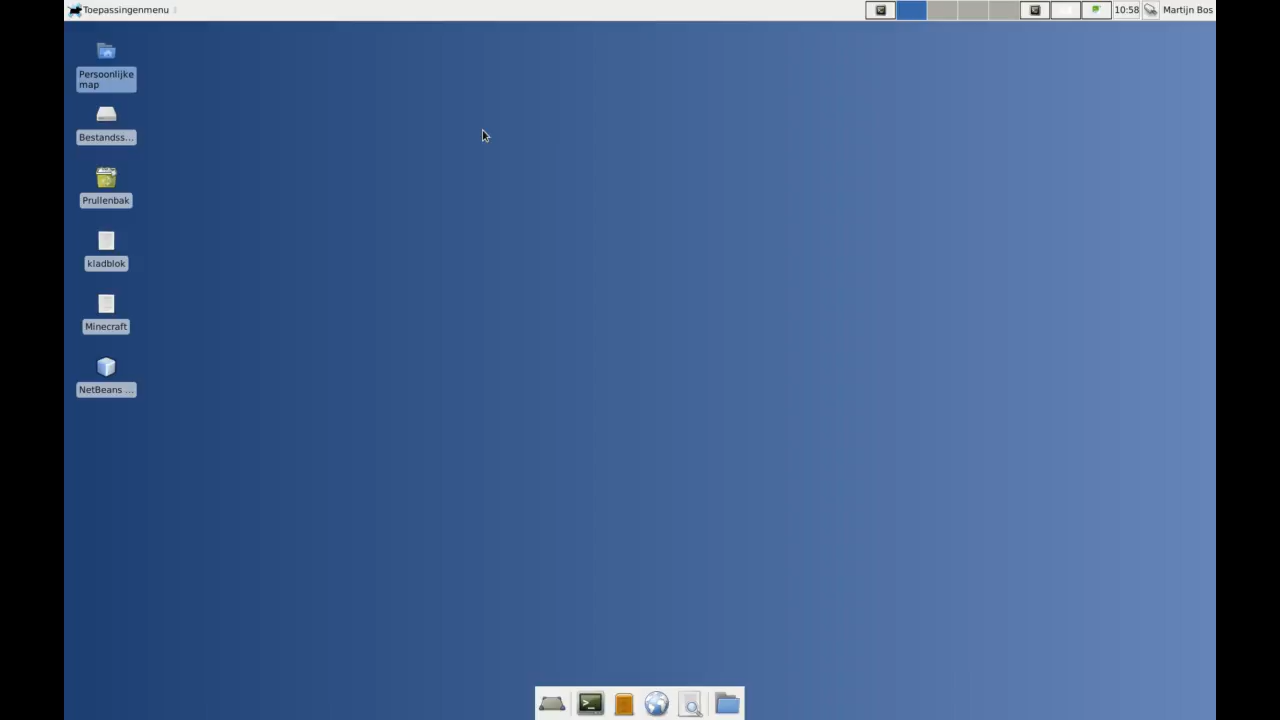 Toepassingenmenu
10:58
Martijn Bos
Persoonlijke
map
Bestandss...
Prullenbak
kladblok
Minecraft
NetBeans ...